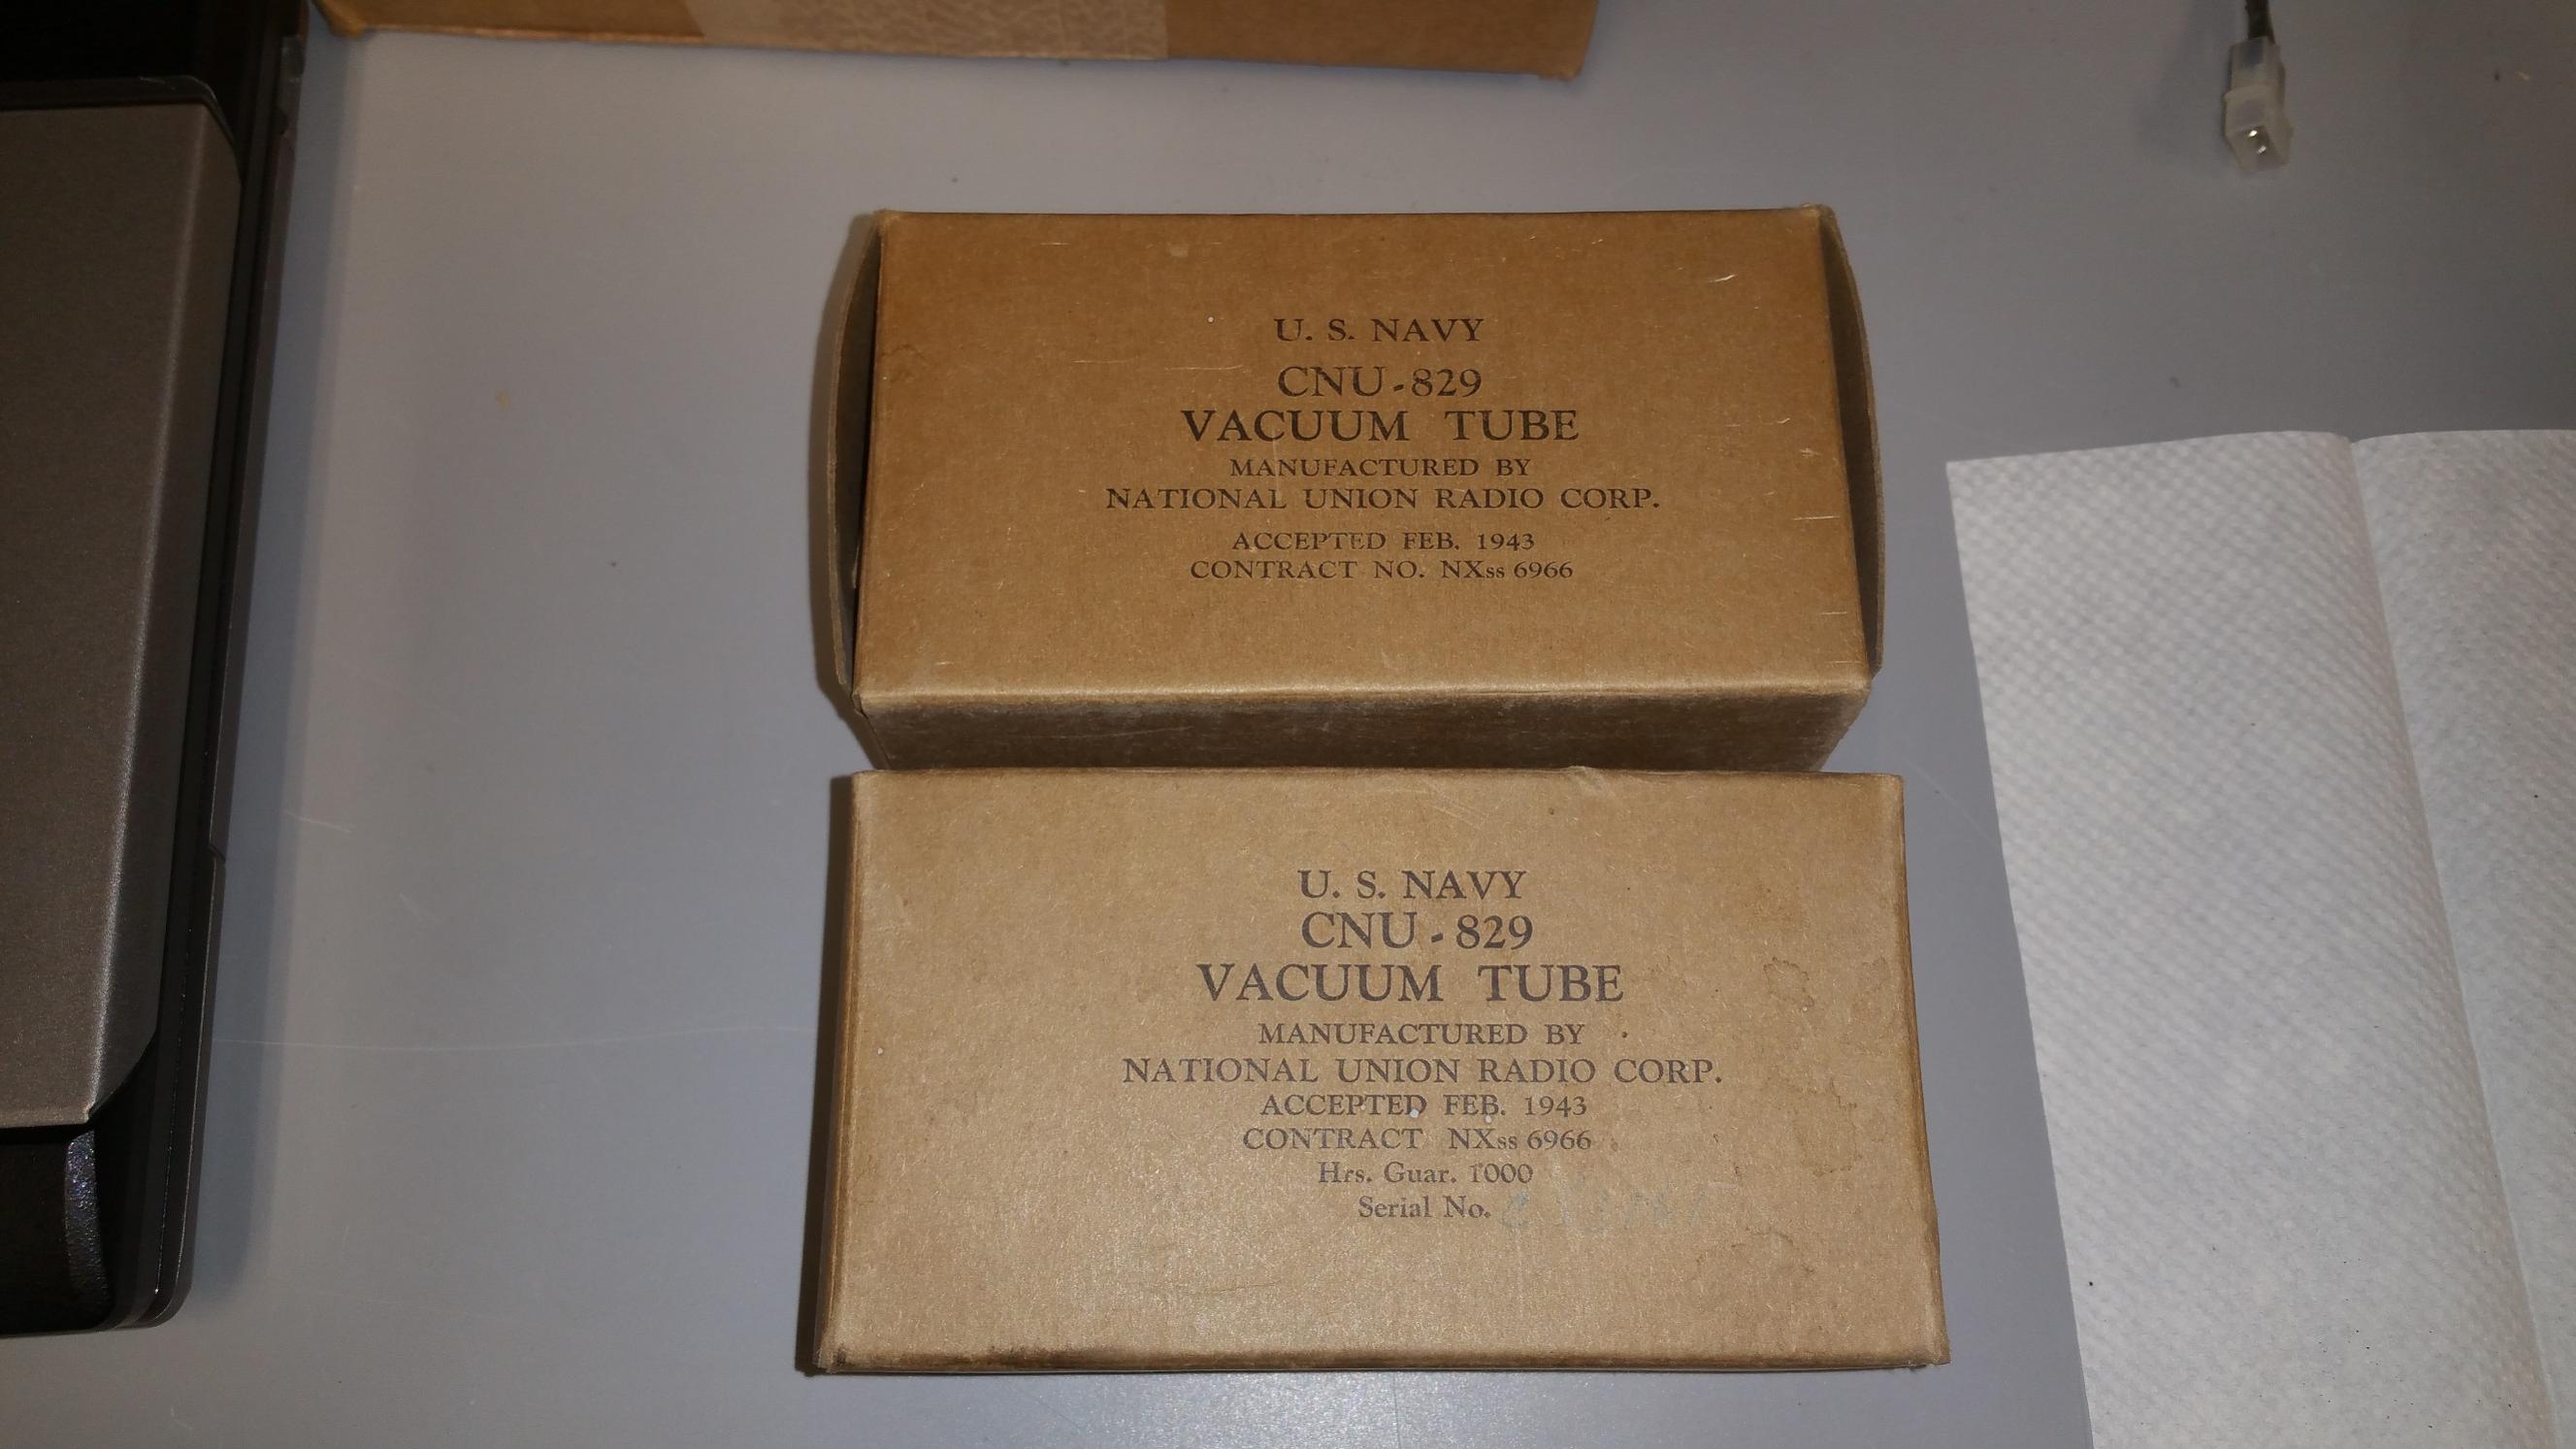 U. S. NAVY
CNU-829
VACUUM TUBE
MANUFACTURED BY
NATIONAL UNION RADIO CORP.
ACCEPTED FEB. 1943
CONTRACT NO. NXss 6966
U. S. NAVY
CNU-829
VACUUM TUBE
MANUFACTURED BY
NATIONAL UNION RADIO CORP.
ACCEPTED FEB. 1943
CONTRACT NXss 6966
Hrs. Guar. 1000
Serial No.